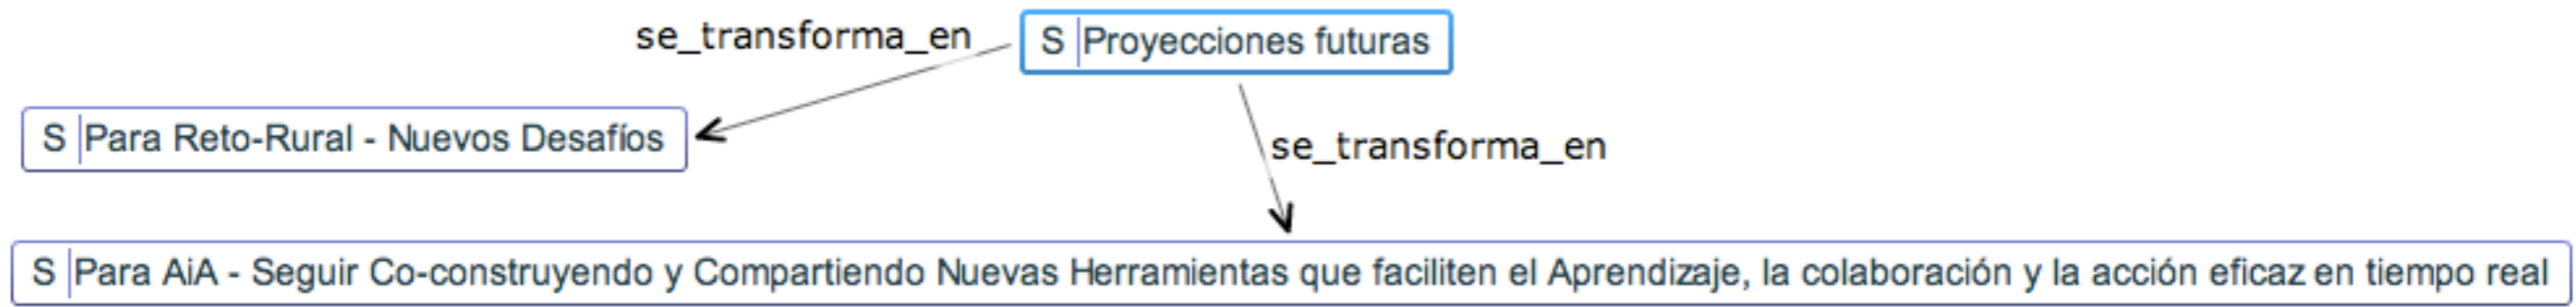 se_transforma_en
S Proyecciones futuras
S Para Reto-Rural - Nuevos Desafíos
se_transforma_en
S Para AiA - Seguir Co-construyendo y Compartiendo Nuevas Herramientas que faciliten el Aprendizaje, la colaboración y la acción eficaz en tiempo real